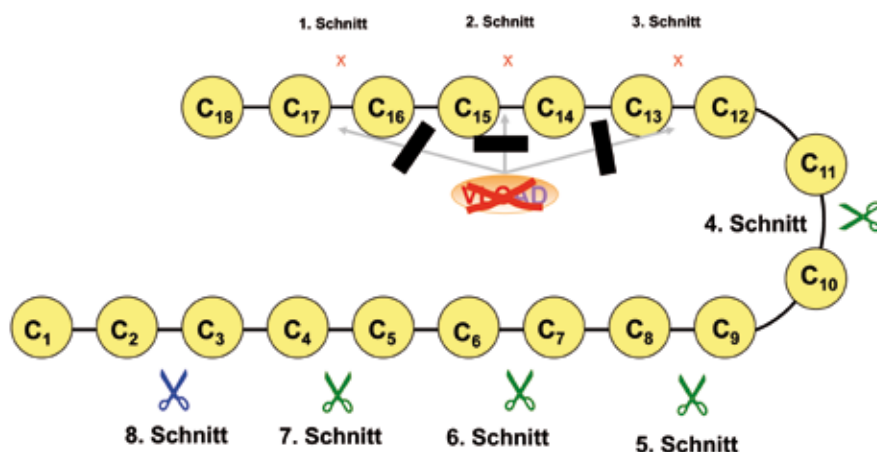 1. Schnitt 2. Schnitt 3. Schnitt
x x x
C18 C17 C16 C15 C14 C13 C12
C11
VLCAD
4. Schnitt
C10
C1 C2 C3 C4 C5 C6 C7 C8 C9
8. Schnitt 7. Schnitt 6. Schnitt 5. Schnitt